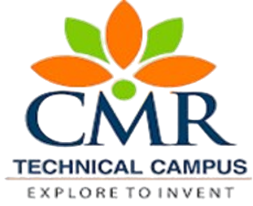 CMR
TECHNICAL CAMPUS
EXPLORE TO INVENT